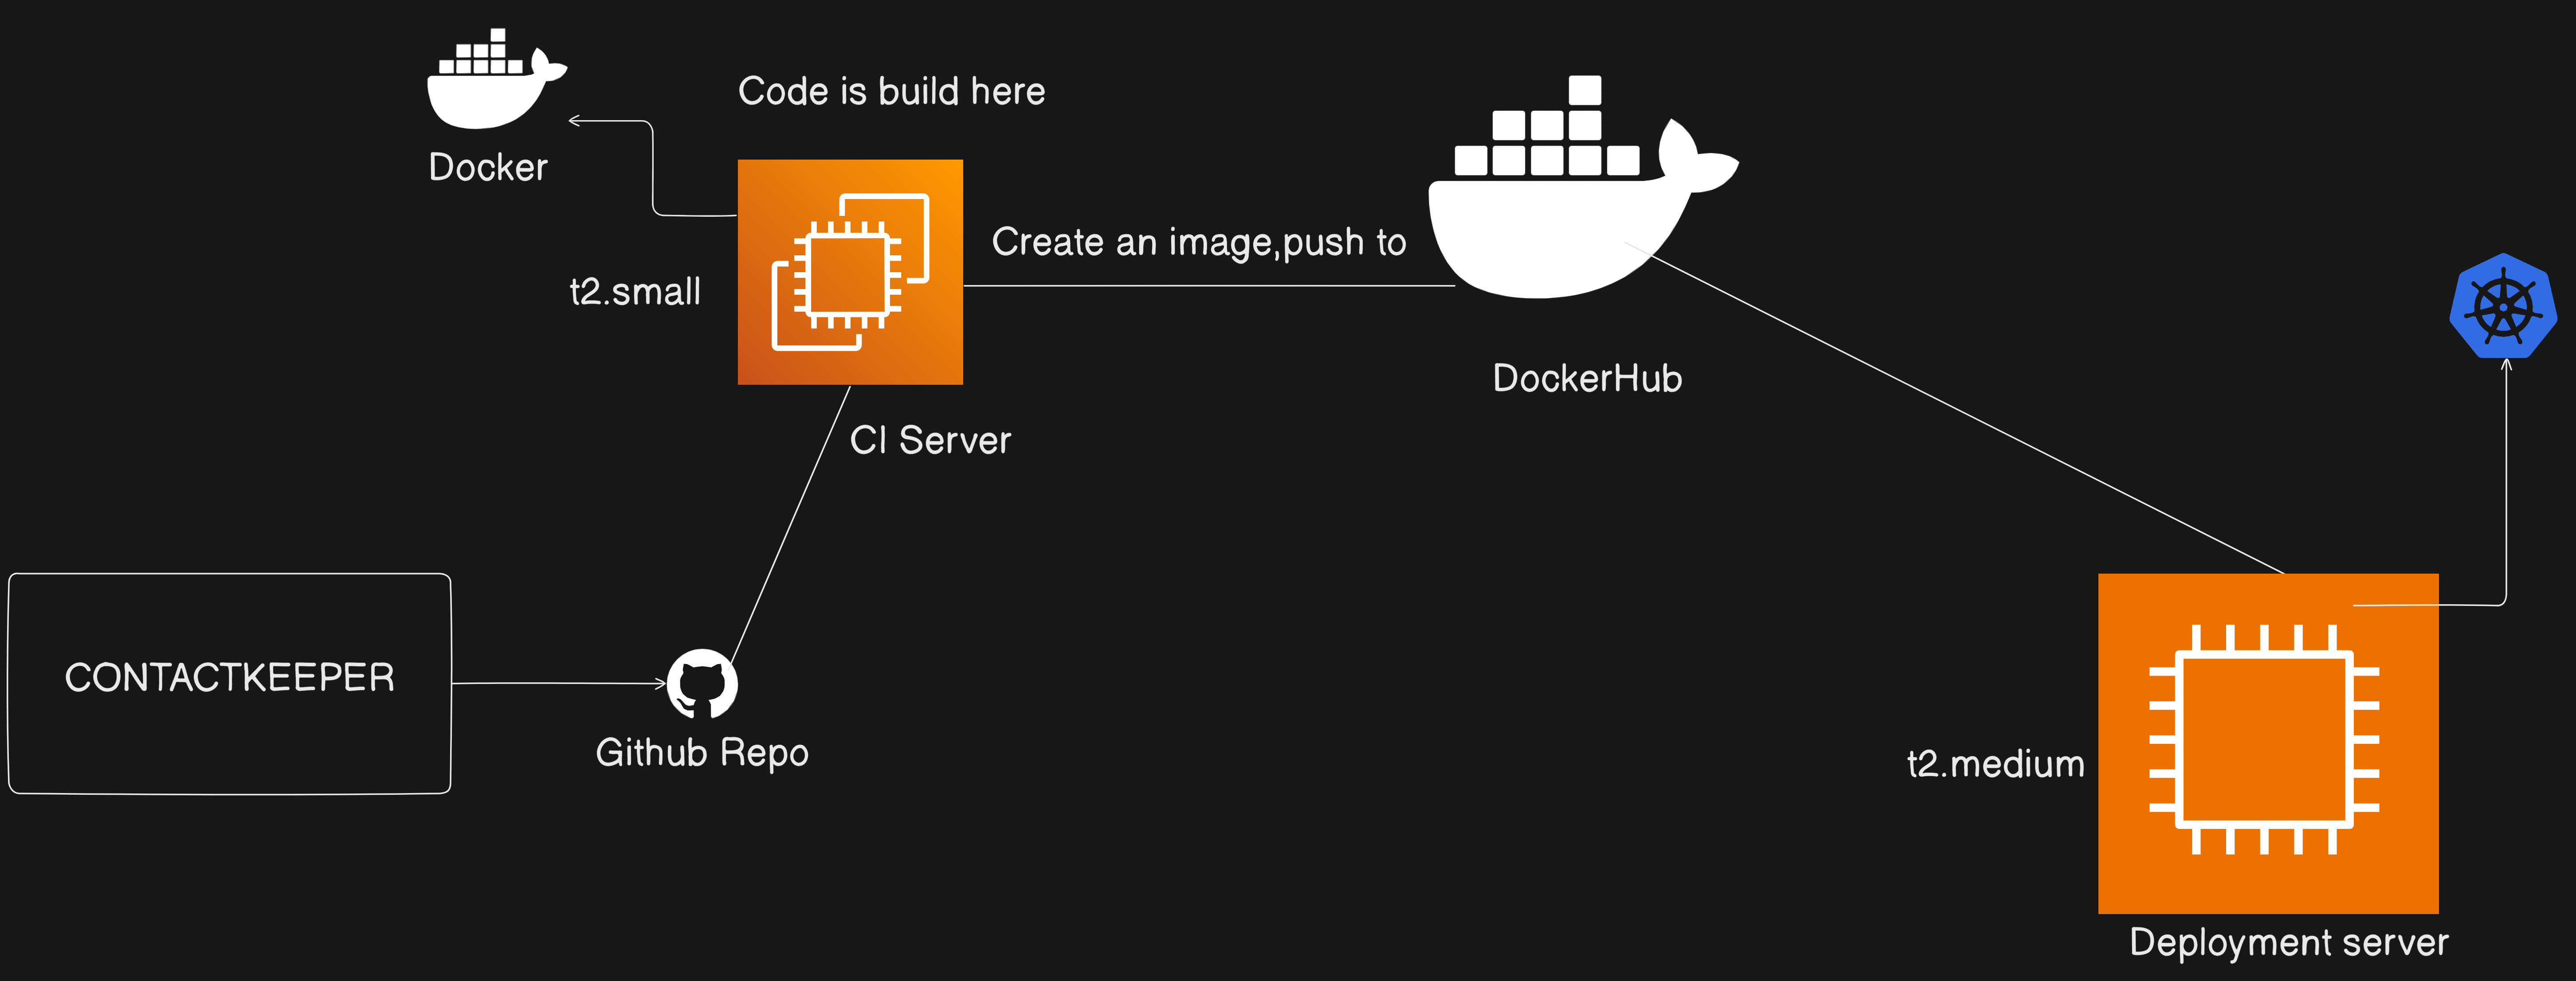 Code is build here
Docker
Create an image,push to
t2.small
DockerHub
CI Server
CONTACTKEEPER
Github Repo
t2.medium
Deployment server